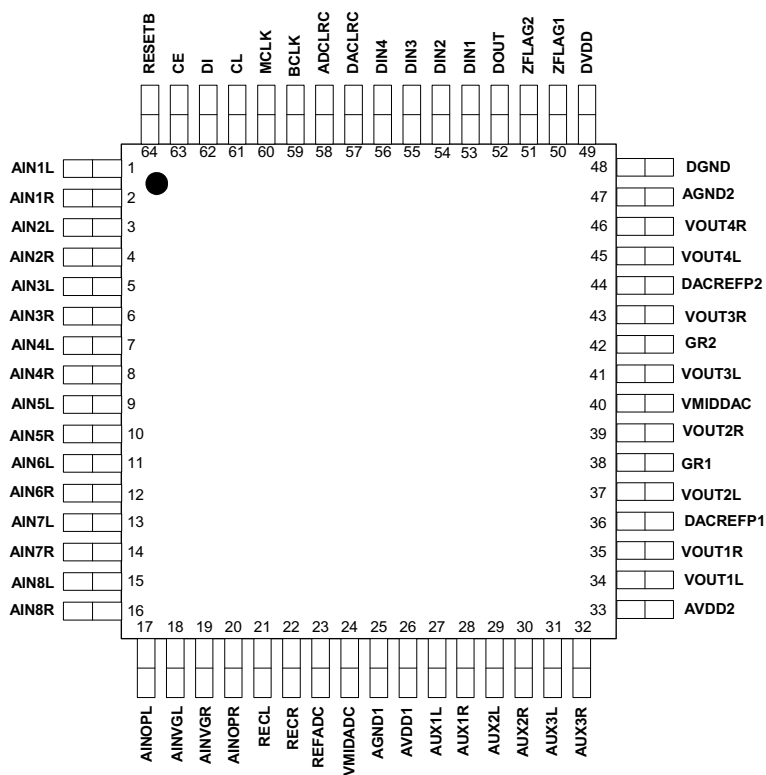 RESETB
CE
DI
CL
MCLK
BCLK
ADCLRC
DACLRC
DIN4
DIN3
DIN2
DIN1
DOUT
ZFLAG2
ZFLAG1
DVDD
64 63 62 61 60 59 58 57 56 55 54 53 52 51 50 49
AIN1L 1
AIN1R 2
AIN2L 3
AIN2R 4
AIN3L 5
AIN3R 6
AIN4L 7
AIN4R 8
AIN5L 9
AIN5R 10
AIN6L 11
AIN6R 12
AIN7L 13
AIN7R 14
AIN8L 15
AIN8R 16
48 DGND
47 AGND2
46 VOUT4R
45 VOUT4L
44 DACREFP2
43 VOUT3R
42 GR2
41 VOUT3L
40 VMIDDAC
39 VOUT2R
38 GR1
37 VOUT2L
36 DACREFP1
35 VOUT1R
34 VOUT1L
33 AVDD2
17 18 19 20 21 22 23 24 25 26 27 28 29 30 31 32
AINOPL
AINVGL
AINVGR
AINOPR
RECL
RECR
REFADC
VMIDADC
AGND1
AVDD1
AUX1L
AUX1R
AUX2L
AUX2R
AUX3L
AUX3R